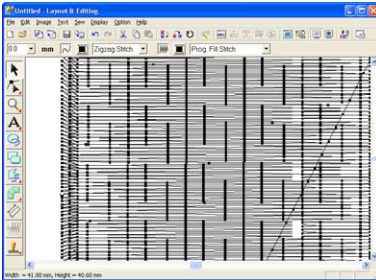 Untitled - Layout & Editing
File Edit Image Text Sew Display Option Help
0.0 mm Zigzag Stitch Prog. Fill Stitch
A
Width = 41.00 mm, Height = 40.60 mm